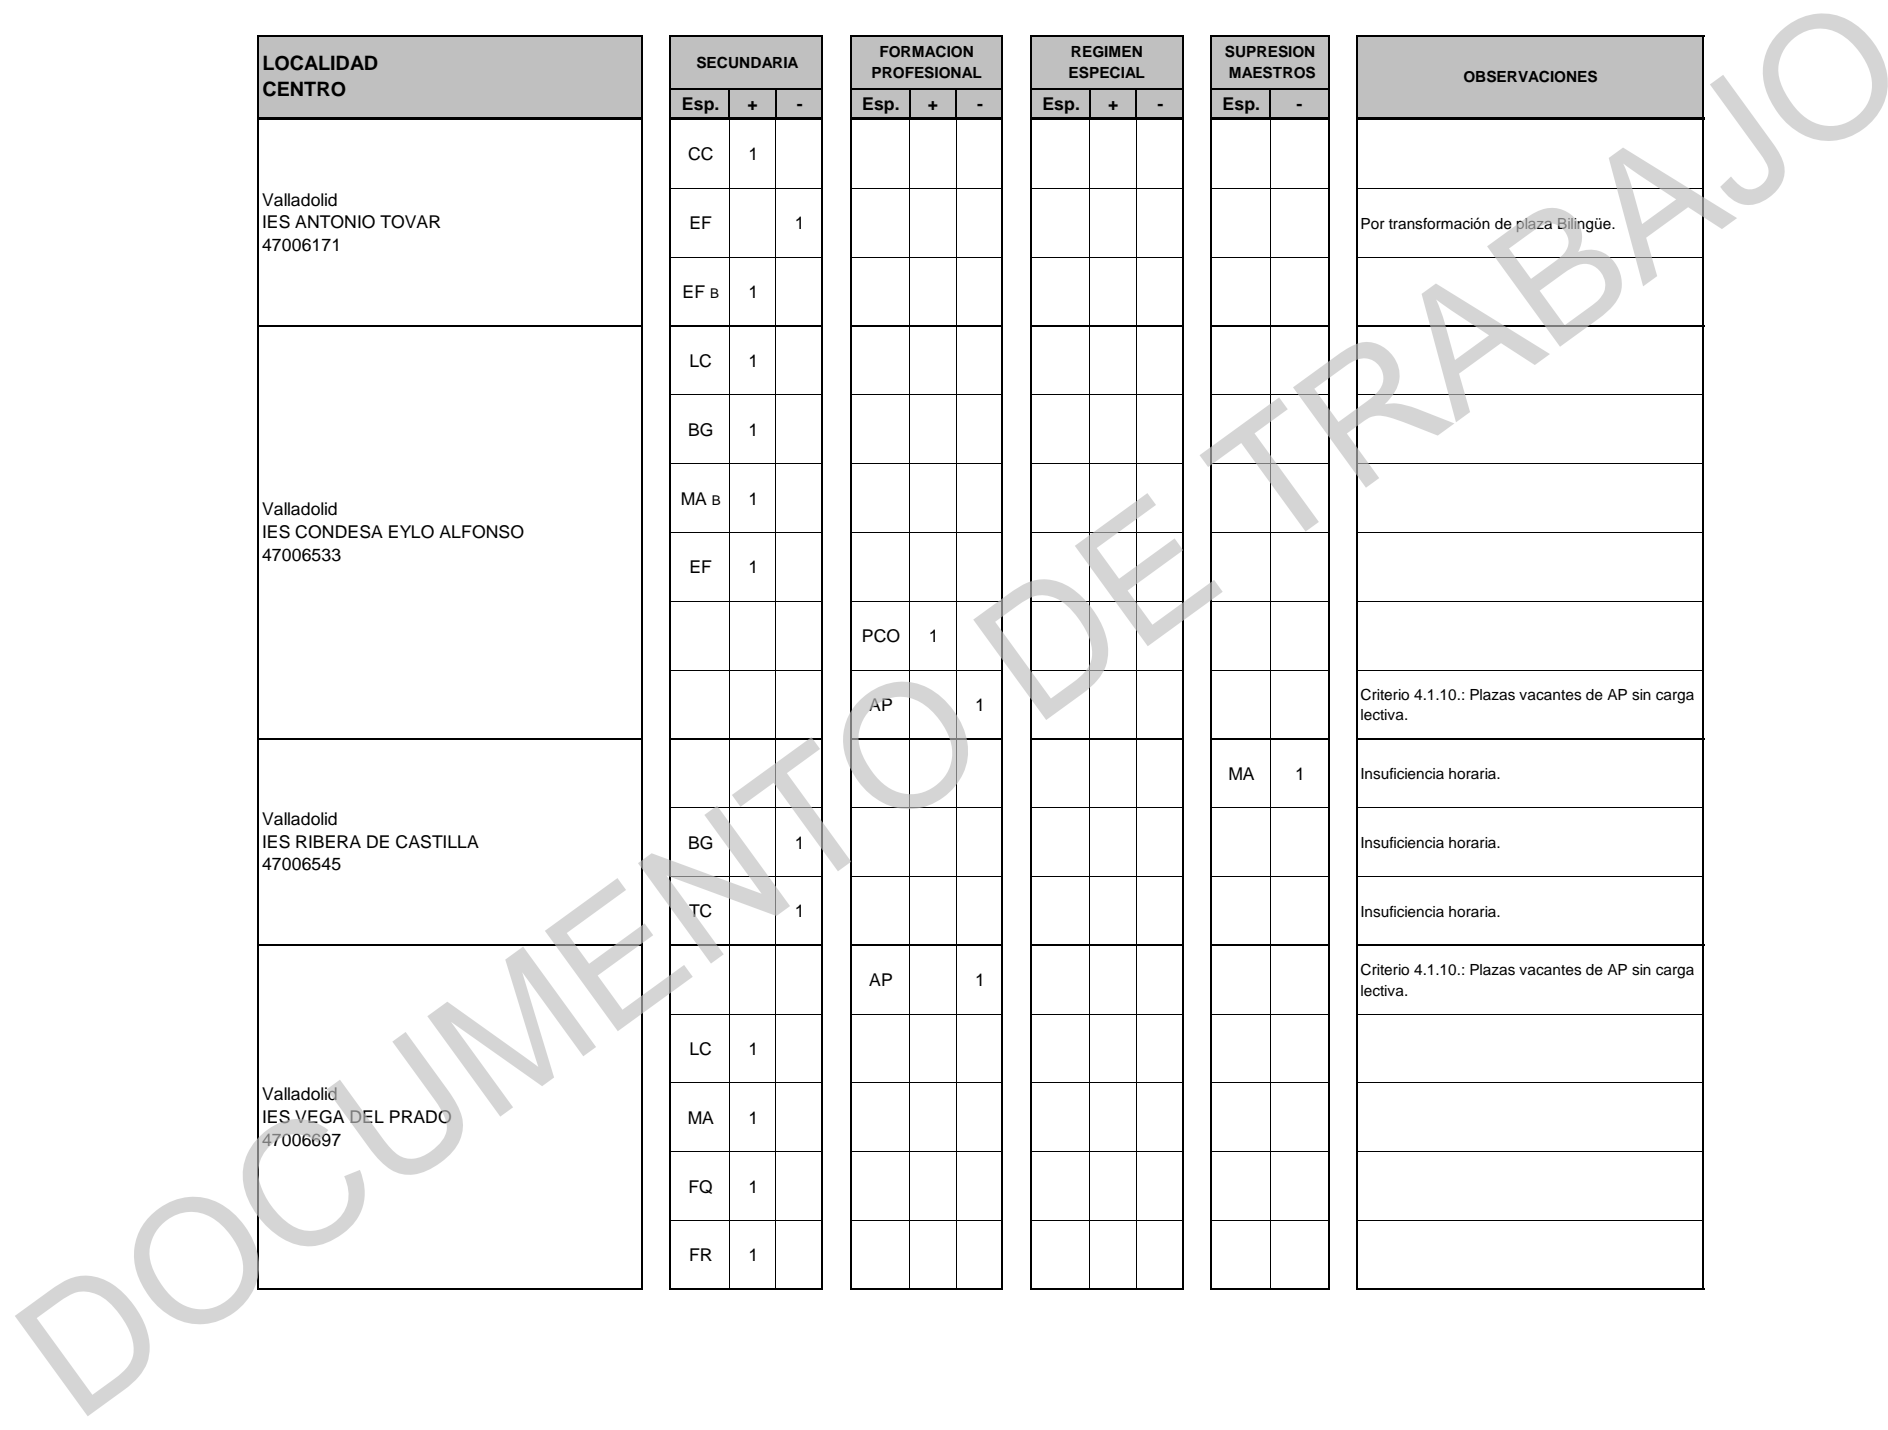 LOCALIDAD
CENTRO
SECUNDARIA
FORMACION
PROFESIONAL
REGIMEN
ESPECIAL
SUPRESION
MAESTROS
OBSERVACIONES
Esp. + - Esp. + - Esp. + - Esp. -
Valladolid
IES ANTONIO TOVAR
47006171
CC 1
EF 1 Por transformación de plaza Bilingüe.
EF B 1
Valladolid
IES CONDESA EYLO ALFONSO
47006533
LC 1
BG 1
MA B 1
EF 1
PCO 1
AP 1 Criterio 4.1.10.: Plazas vacantes de AP sin carga
lectiva.
Valladolid
IES RIBERA DE CASTILLA
47006545
MA 1 Insuficiencia horaria.
BG 1 Insuficiencia horaria.
TC 1 Insuficiencia horaria.
Valladolid
IES VEGA DEL PRADO
47006697
AP 1 Criterio 4.1.10.: Plazas vacantes de AP sin carga
lectiva.
LC 1
MA 1
FQ 1
FR 1
DOCUMENTO DE TRABAJO